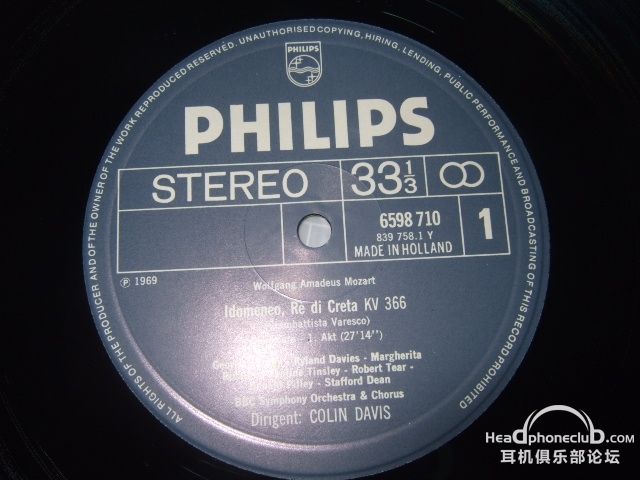 ALL RIGHTS OF THE PRODUCER AND OF THE OWNER OF THE WORK REPRODUCED RESERVED. UNAUTHORISED COPYING, HIRING, LENDING, PUBLIC PERFORMANCE AND BROADCASTING OF THIS RECORD PROHIBITED
PHILIPS
PHILIPS
STEREO 33 1/3
6598 710
839 758.1 Y
MADE IN HOLLAND
1
Ⓟ 1969
Wolfgang Amadeus Mozart
Idomeneo, Re di Creta KV 366
Varesco)
1. Akt (27'14'')
Ryland Davies - Margherita
Tinsley - Robert Tear -
Stafford Dean
BBC Symphony Orchestra & Chorus
Dirigent: COLIN DAVIS
Headphoneclub.com
耳机俱乐部论坛